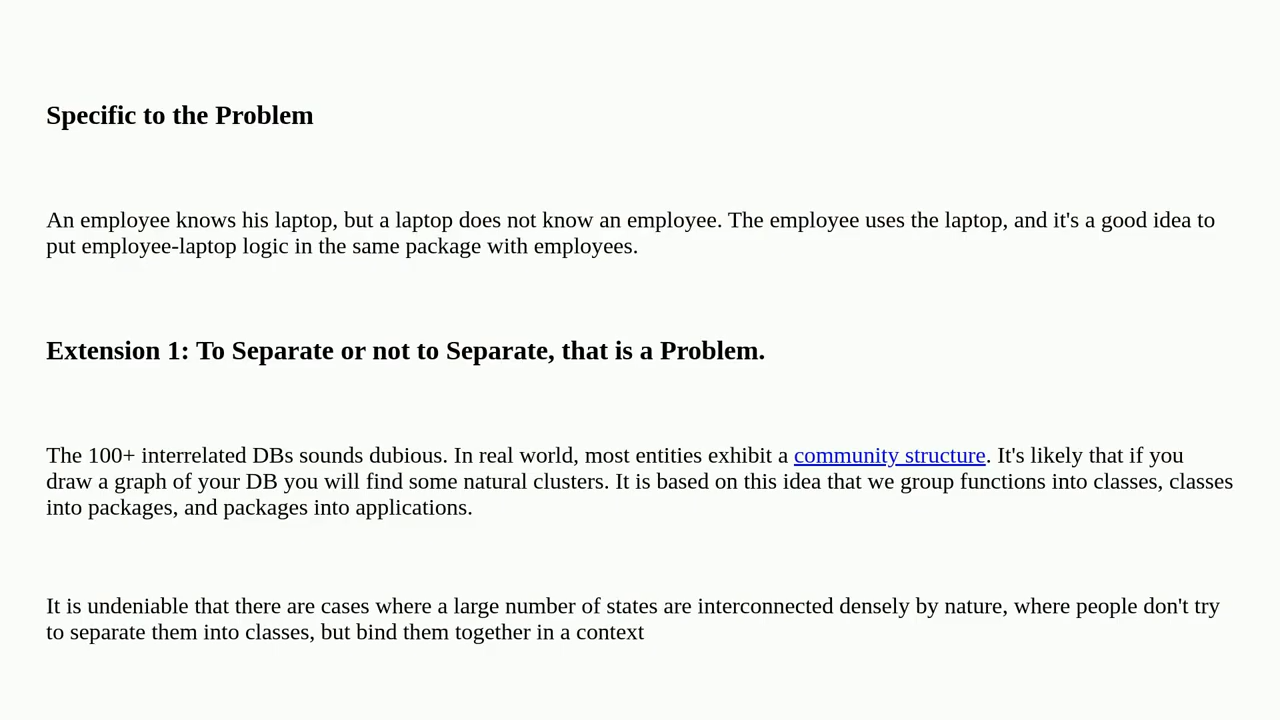 Specific to the Problem
An employee knows his laptop, but a laptop does not know an employee. The employee uses the laptop, and it's a good idea to
put employee-laptop logic in the same package with employees.
Extension 1: To Separate or not to Separate, that is a Problem.
The 100+ interrelated DBs sounds dubious. In real world, most entities exhibit a community structure. It's likely that if you
draw a graph of your DB you will find some natural clusters. It is based on this idea that we group functions into classes, classes
into packages, and packages into applications.
It is undeniable that there are cases where a large number of states are interconnected densely by nature, where people don't try
to separate them into classes, but bind them together in a context